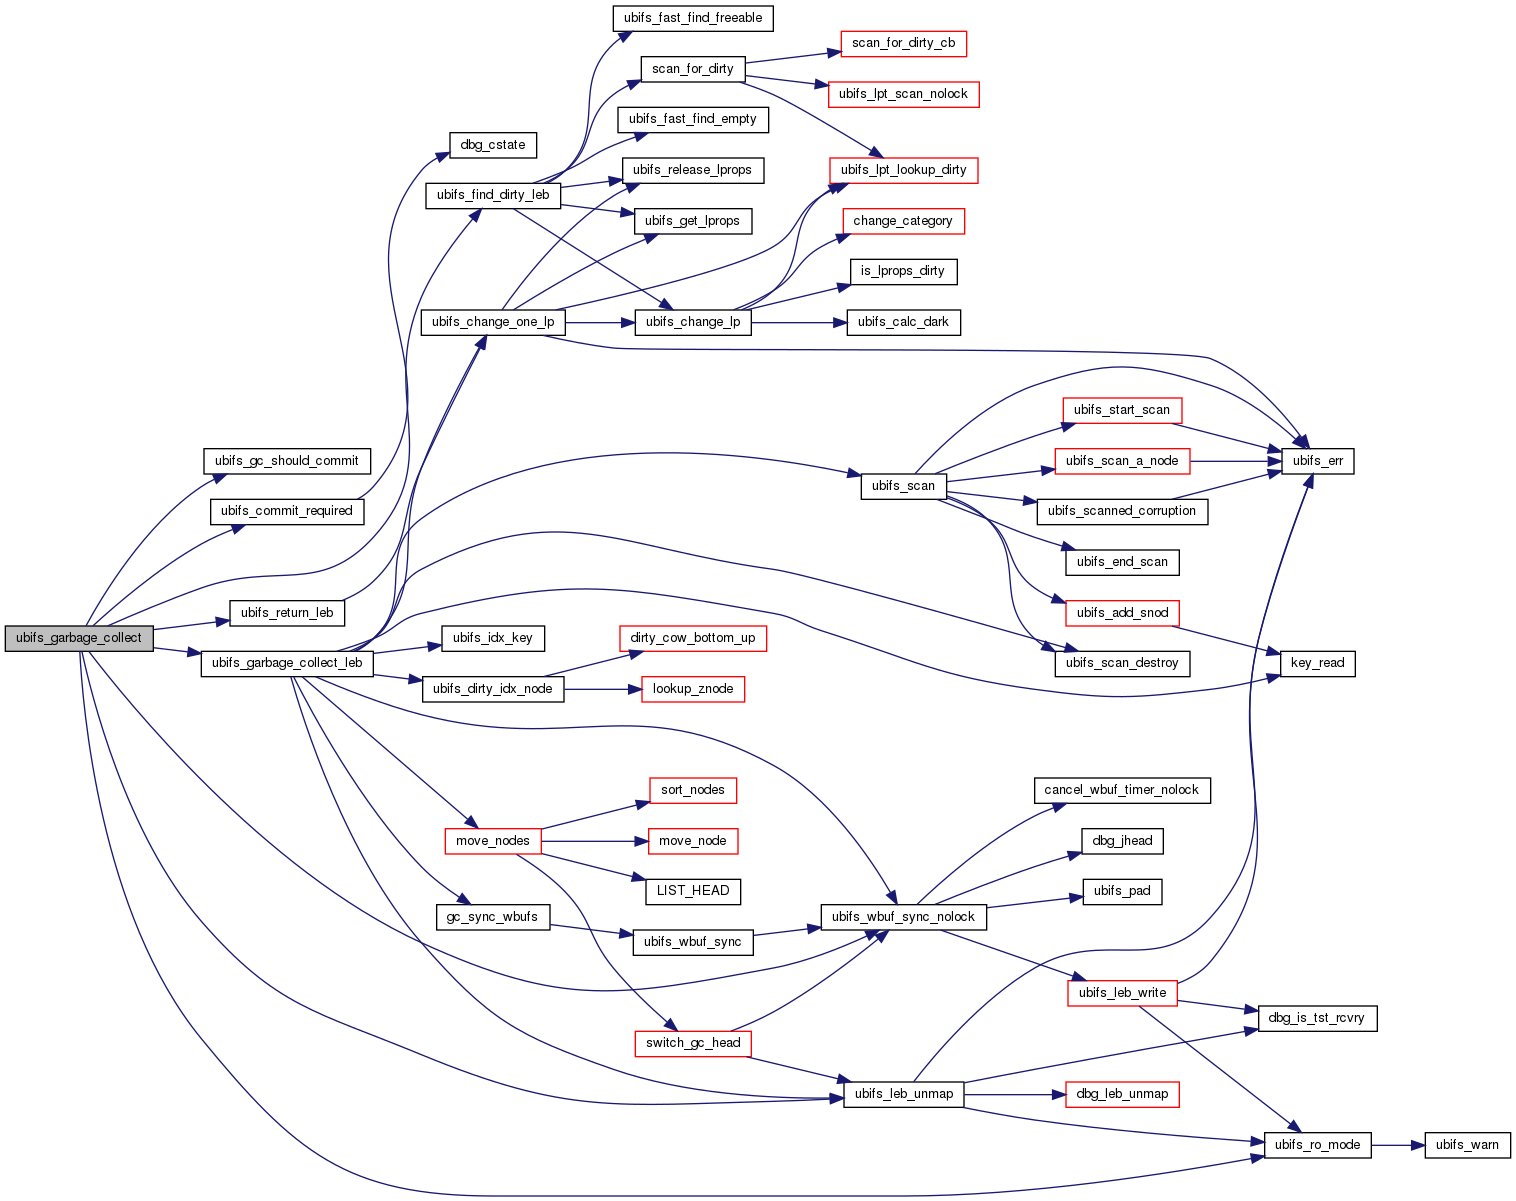 ubifs_fast_find_freeable
scan_for_dirty_cb
scan_for_dirty
ubifs_lpt_scan_nolock
ubifs_fast_find_empty
dbg_cstate
ubifs_release_lprops
ubifs_lpt_lookup_dirty
ubifs_find_dirty_leb
ubifs_get_lprops
change_category
is_lprops_dirty
ubifs_change_one_lp
ubifs_change_lp
ubifs_calc_dark
ubifs_start_scan
ubifs_gc_should_commit
ubifs_scan_a_node
ubifs_err
ubifs_scan
ubifs_commit_required
ubifs_scanned_corruption
ubifs_end_scan
ubifs_return_leb
ubifs_add_snod
ubifs_garbage_collect
ubifs_idx_key
dirty_cow_bottom_up
ubifs_garbage_collect_leb
ubifs_scan_destroy
key_read
ubifs_dirty_idx_node
lookup_znode
sort_nodes
cancel_wbuf_timer_nolock
move_nodes
move_node
dbg_jhead
LIST_HEAD
ubifs_pad
gc_sync_wbufs
ubifs_wbuf_sync_nolock
ubifs_wbuf_sync
ubifs_leb_write
dbg_is_tst_rcvry
switch_gc_head
ubifs_leb_unmap
dbg_leb_unmap
ubifs_ro_mode
ubifs_warn